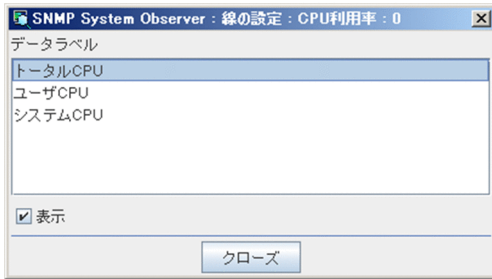 SNMP System Observer：線の設定：CPU利用率：0
データラベル
トータルCPU
ユーザCPU
システムCPU
表示
クローズ